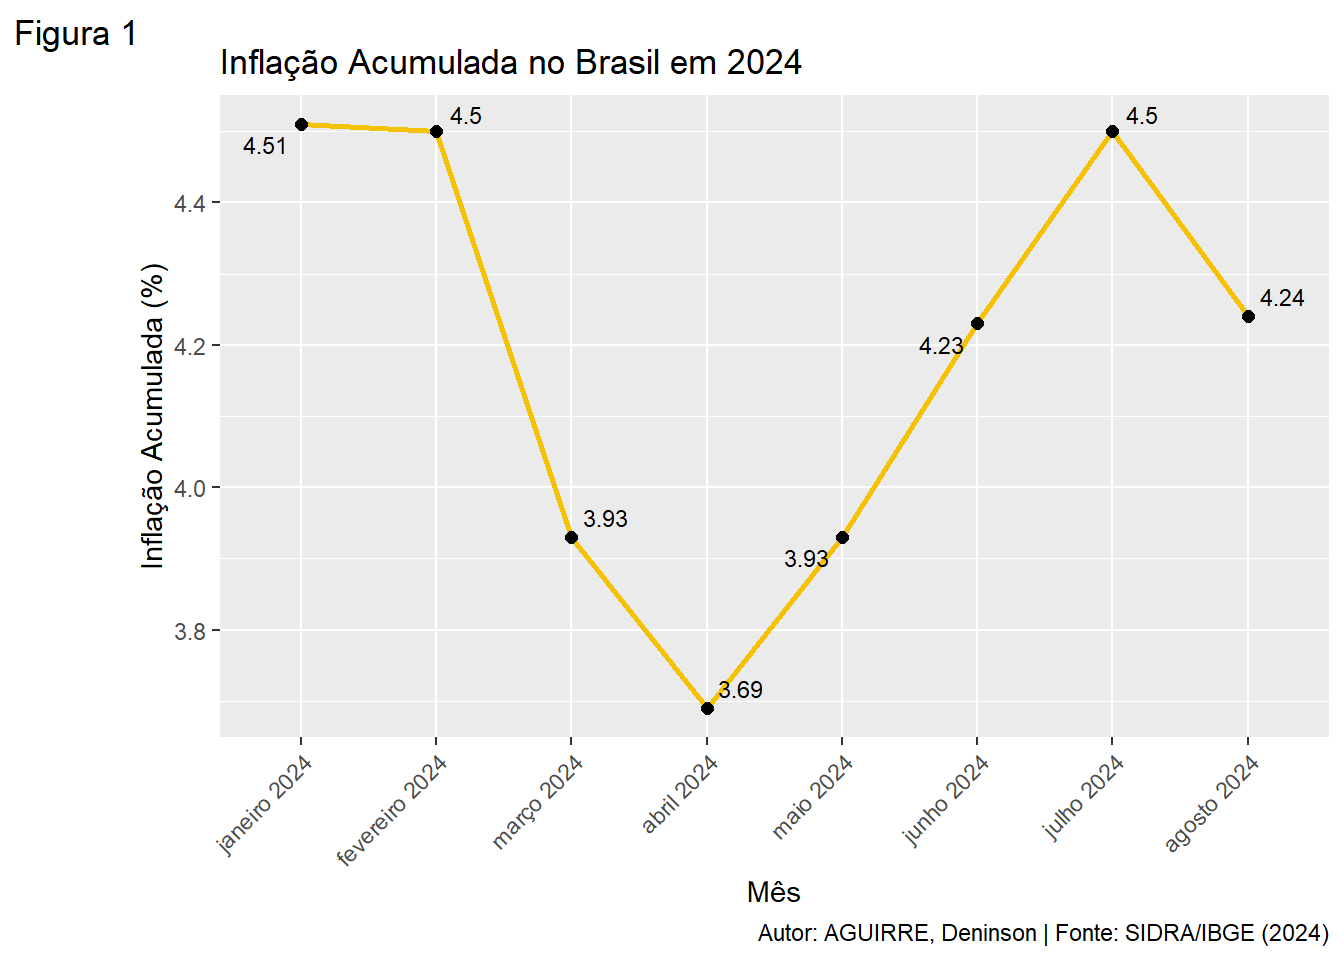 Figura 1
Inflação Acumulada no Brasil em 2024
Inflação Acumulada (%)
4.4
4.2
4.0
3.8
4.51
4.5
3.93
3.69
3.93
4.23
4.5
4.24
janeiro 2024
fevereiro 2024
março 2024
abril 2024
maio 2024
junho 2024
julho 2024
agosto 2024
Mês
Autor: AGUIRRE, Deninson | Fonte: SIDRA/IBGE (2024)